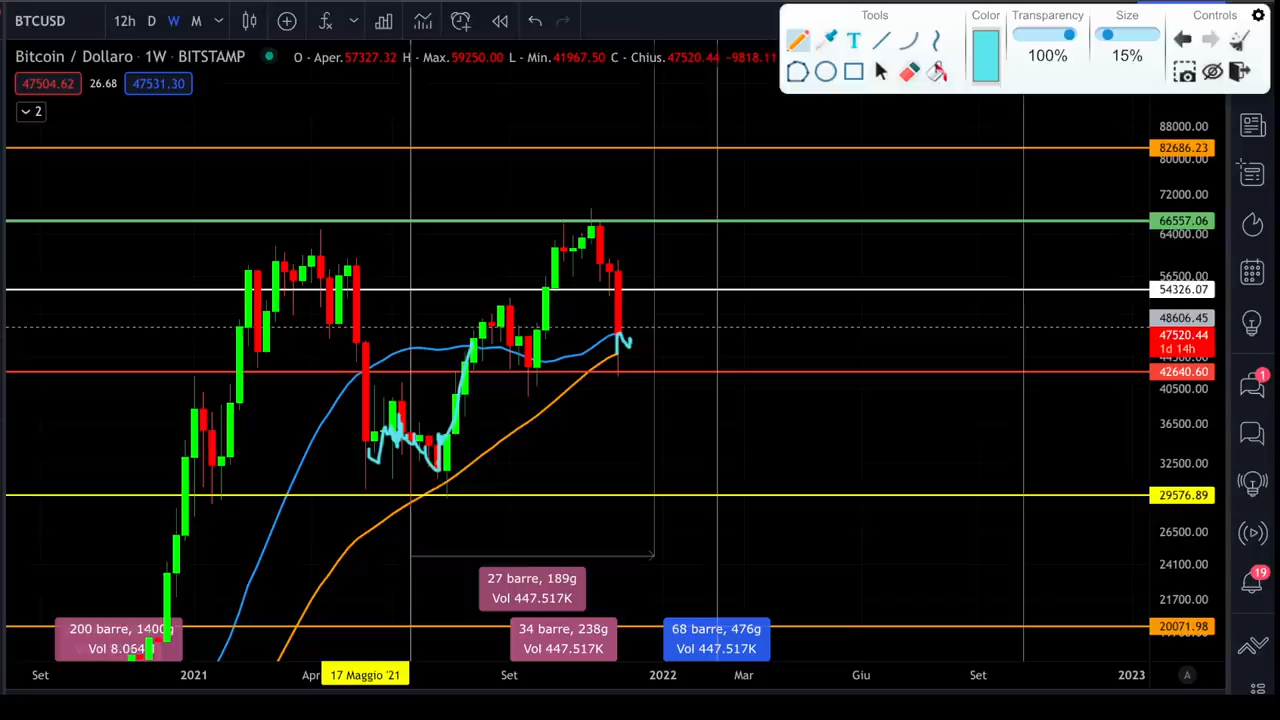 BTCUSD
12h D W M
Tools
Color
Transparency
Size
Controls
100%
15%
Bitcoin / Dollaro · 1W · BITSTAMP
O - Aper.57327.32 H - Max.59250.00 L - Min.41967.50 C - Chius.47520.44 -9818.11
47504.62
26.68
47531.30
2
88000.00
82686.23
80000.00
72000.00
66557.06
64000.00
56500.00
54326.07
48606.45
47520.44
1d 14h
44500.00
42640.60
40500.00
36500.00
32500.00
29576.89
26500.00
24100.00
21700.00
20071.98
1
19
27 barre, 189g
Vol 447.517K
200 barre, 1400g
34 barre, 238g
Vol 447.517K
68 barre, 476g
Vol 447.517K
Set
2021
Apr
17 Maggio '21
Set
2022
Mar
Giu
Set
2023
A